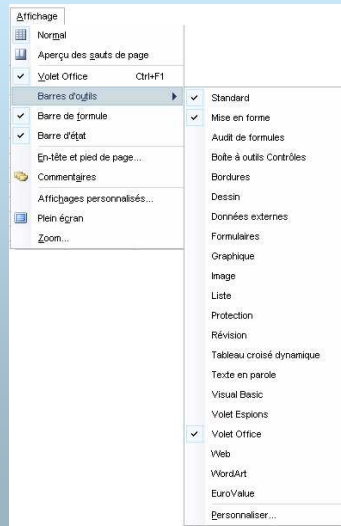 Affichage
Normal
Aperçu des sauts de page
Volet Office Ctrl+F1
Barres d'outils
Barre de formule
Barre d'état
En-tête et pied de page...
Commentaires
Affichages personnalisés...
Plein écran
Zoom...
Standard
Mise en forme
Audit de formules
Boîte à outils Contrôles
Bordures
Dessin
Données externes
Formulaires
Graphique
Image
Liste
Protection
Révision
Tableau croisé dynamique
Texte en parole
Visual Basic
Volet Espions
Volet Office
Web
WordArt
EuroValue
Personnaliser...